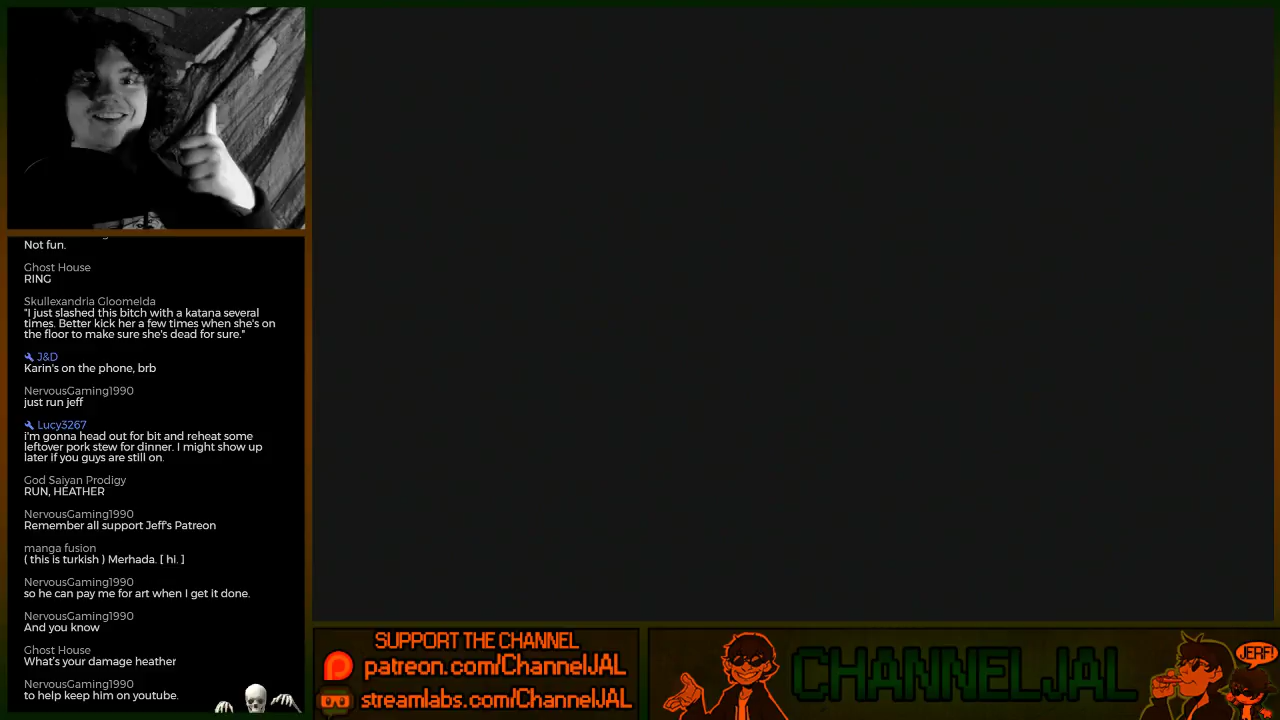 Not fun.
Ghost House
RING
Skullexandria Gloomelda
"I just slashed this bitch with a katana several
times. Better kick her a few times when she's on
the floor to make sure she's dead for sure."
J&D
Karin's on the phone, brb
NervousGaming1990
just run jeff
Lucy3267
i'm gonna head out for bit and reheat some
leftover pork stew for dinner. I might show up
later if you guys are still on.
God Saiyan Prodigy
RUN, HEATHER
NervousGaming1990
Remember all support Jeff's Patreon
manga fusion
( this is turkish ) Merhada. [ hi. ]
NervousGaming1990
so he can pay me for art when I get it done.
NervousGaming1990
And you know
Ghost House
What's your damage heather
NervousGaming1990
to help keep him on youtube.
SUPPORT THE CHANNEL
patreon.com/ChannelJAL
streamlabs.com/ChannelJAL
CHANNELJAL
JERF!